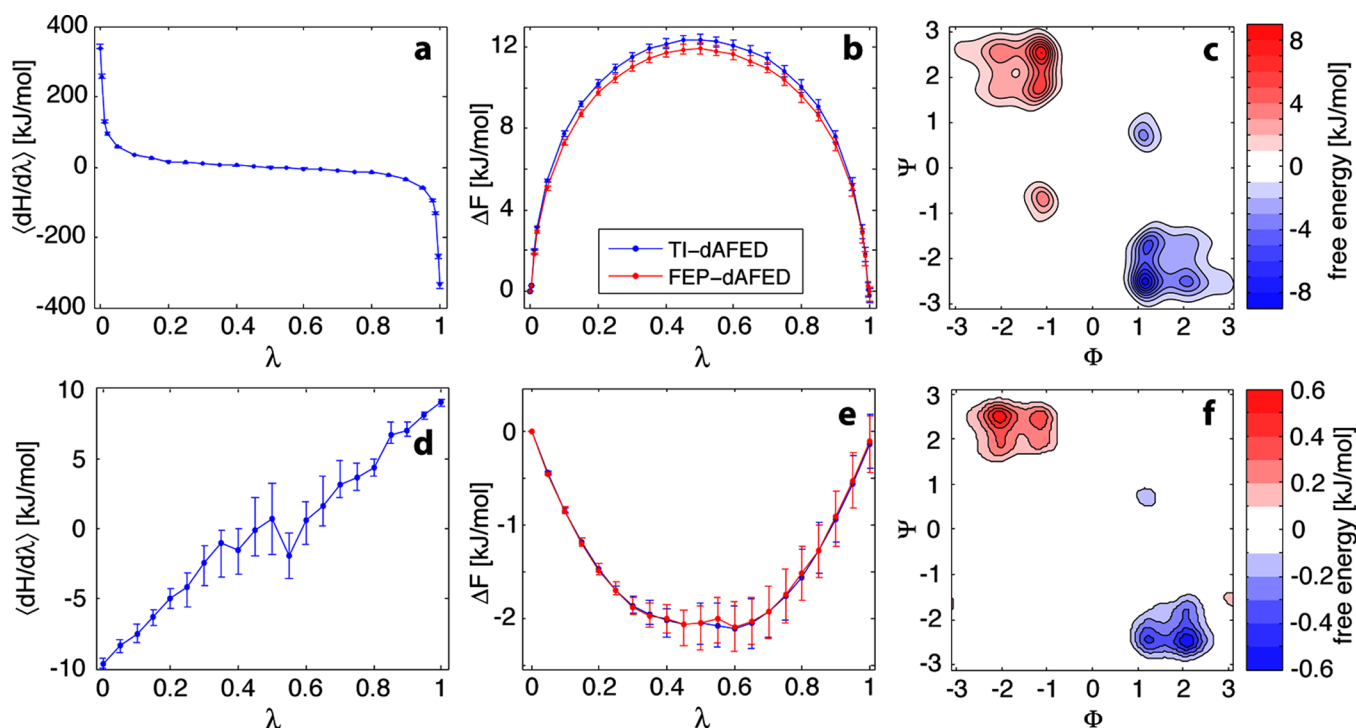 a
⟨dH/dλ⟩ [kJ/mol]
400
200
0
-200
-400
0 0.2 0.4 0.6 0.8 1
λ
b
ΔF [kJ/mol]
12
8
4
0
TI–dAFED
FEP–dAFED
0 0.2 0.4 0.6 0.8 1
λ
c
Ψ
3
2
1
0
-1
-2
-3
-3 -2 -1 0 1 2 3
Φ
8
4
0
-4
-8
free energy [kJ/mol]
d
⟨dH/dλ⟩ [kJ/mol]
10
5
0
-5
-10
0 0.2 0.4 0.6 0.8 1
λ
e
ΔF [kJ/mol]
0
-1
-2
0 0.2 0.4 0.6 0.8 1
λ
f
Ψ
3
2
1
0
-1
-2
-3
-3 -2 -1 0 1 2 3
Φ
0.6
0.4
0.2
0
-0.2
-0.4
-0.6
free energy [kJ/mol]